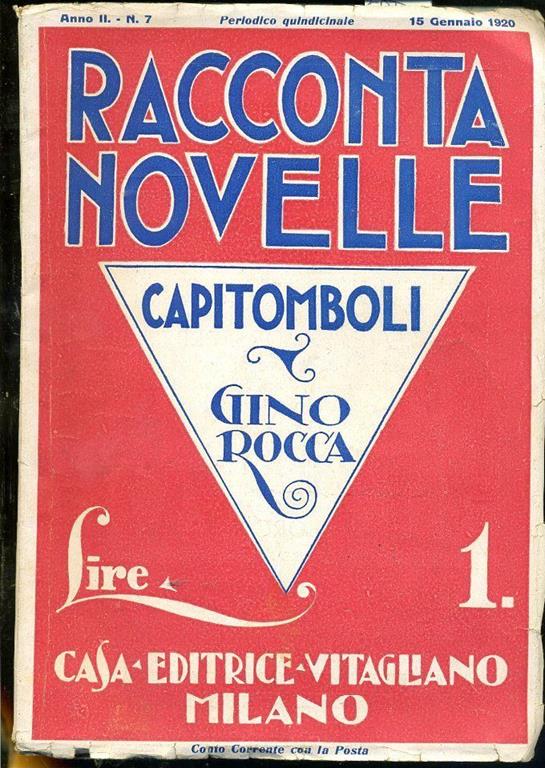 Anno II. - N. 7 Periodico quindicinale 15 Gennaio 1920
RACCONTA
NOVELLE
CAPITOMBOLI
GINO
ROCCA
Lire 1.
CASA-EDITRICE-VITAGLIANO
MILANO
Conto Corrente con la Posta